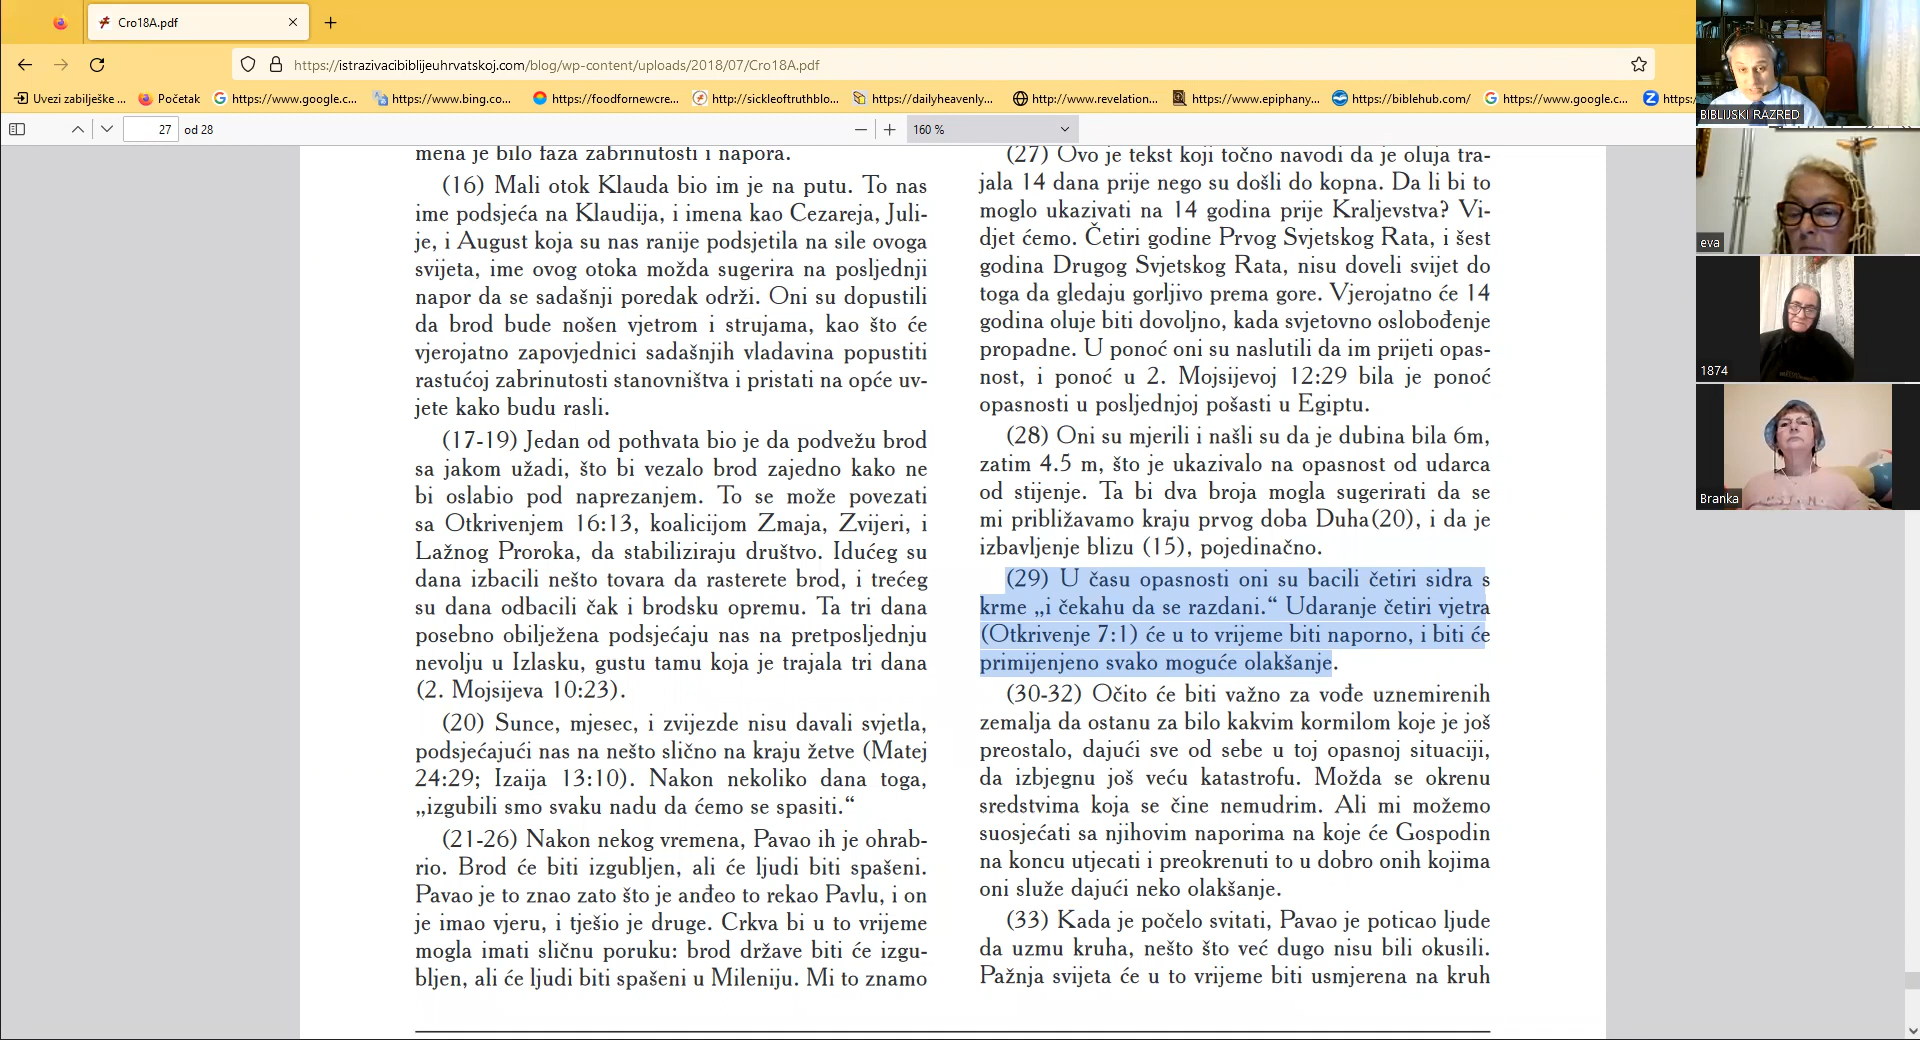 Cro18A.pdf
https://istrazivacibiblijeuhrvatskoj.com/blog/wp-content/uploads/2018/07/Cro18A.pdf
Uvezi zabilješke ...
Početak
https://www.google.c...
https://www.bing.co...
https://foodfornewcre...
http://sickleoftruthblo...
https://dailyheavenly...
http://www.revelation...
https://www.epiphany...
https://biblehub.com/
https://www.google.c...
https:
27 od 28
160 %
mena je bilo faza zabrinutosti i napora.
(16) Mali otok Klauda bio im je na putu. To nas
ime podsjeća na Klaudija, i imena kao Cezareja, Juli-
je, i August koja su nas ranije podsjetila na sile ovoga
svijeta, ime ovog otoka možda sugerira na posljednji
napor da se sadašnji poredak održi. Oni su dopustili
da brod bude nošen vjetrom i strujama, kao što će
vjerojatno zapovjednici sadašnjih vladavina popustiti
rastućoj zabrinutosti stanovništva i pristati na opće uv-
jete kako budu rasli.
(17-19) Jedan od pothvata bio je da podvežu brod
sa jakom užadi, što bi vezalo brod zajedno kako ne
bi oslabio pod naprezanjem. To se može povezati
sa Otkrivenjem 16:13, koalicijom Zmaja, Zvijeri, i
Lažnog Proroka, da stabiliziraju društvo. Idućeg su
dana izbacili nešto tovara da rasterete brod, i trećeg
su dana odbacili čak i brodsku opremu. Ta tri dana
posebno obilježena podsjećaju nas na pretposljednju
nevolju u Izlasku, gustu tamu koja je trajala tri dana
(2. Mojsijeva 10:23).
(20) Sunce, mjesec, i zvijezde nisu davali svjetla,
podsjećajući nas na nešto slično na kraju žetve (Matej
24:29; Izaija 13:10). Nakon nekoliko dana toga,
„izgubili smo svaku nadu da ćemo se spasiti.“
(21-26) Nakon nekog vremena, Pavao ih je ohrab-
rio. Brod će biti izgubljen, ali će ljudi biti spašeni.
Pavao je to znao zato što je anđeo to rekao Pavlu, i on
je imao vjeru, i tješio je druge. Crkva bi u to vrijeme
mogla imati sličnu poruku: brod države biti će izgu-
bljen, ali će ljudi biti spašeni u Mileniju. Mi to znamo
(27) Ovo je tekst koji točno navodi da je oluja tra-
jala 14 dana prije nego su došli do kopna. Da li bi to
moglo ukazivati na 14 godina prije Kraljevstva? Vi-
djet ćemo. Četiri godine Prvog Svjetskog Rata, i šest
godina Drugog Svjetskog Rata, nisu doveli svijet do
toga da gledaju gorljivo prema gore. Vjerojatno će 14
godina oluje biti dovoljno, kada svjetovno oslobođenje
propadne. U ponoć oni su naslutili da im prijeti opas-
nost, i ponoć u 2. Mojsijevoj 12:29 bila je ponoć
opasnosti u posljednjoj pošasti u Egiptu.
(28) Oni su mjerili i našli su da je dubina bila 6m,
zatim 4.5 m, što je ukazivalo na opasnost od udarca
od stijenje. Ta bi dva broja mogla sugerirati da se
mi približavamo kraju prvog doba Duha(20), i da je
izbavljenje blizu (15), pojedinačno.
(29) U času opasnosti oni su bacili četiri sidra s
krme „i čekahu da se razdani.“ Udaranje četiri vjetra
(Otkrivenje 7:1) će u to vrijeme biti naporno, i biti će
primijenjeno svako moguće olakšanje.
(30-32) Očito će biti važno za vođe uznemirenih
zemalja da ostanu za bilo kakvim kormilom koje je još
preostalo, dajući sve od sebe u toj opasnoj situaciji,
da izbjegnu još veću katastrofu. Možda se okrenu
sredstvima koja se čine nemudrim. Ali mi možemo
suosjećati sa njihovim naporima na koje će Gospodin
na koncu utjecati i preokrenuti to u dobro onih kojima
oni služe dajući neko olakšanje.
(33) Kada je počelo svitati, Pavao je poticao ljude
da uzmu kruha, nešto što već dugo nisu bili okusili.
Pažnja svijeta će u to vrijeme biti usmjerena na kruh
BIBLIJSKI RAZRED
eva
1874
Branka